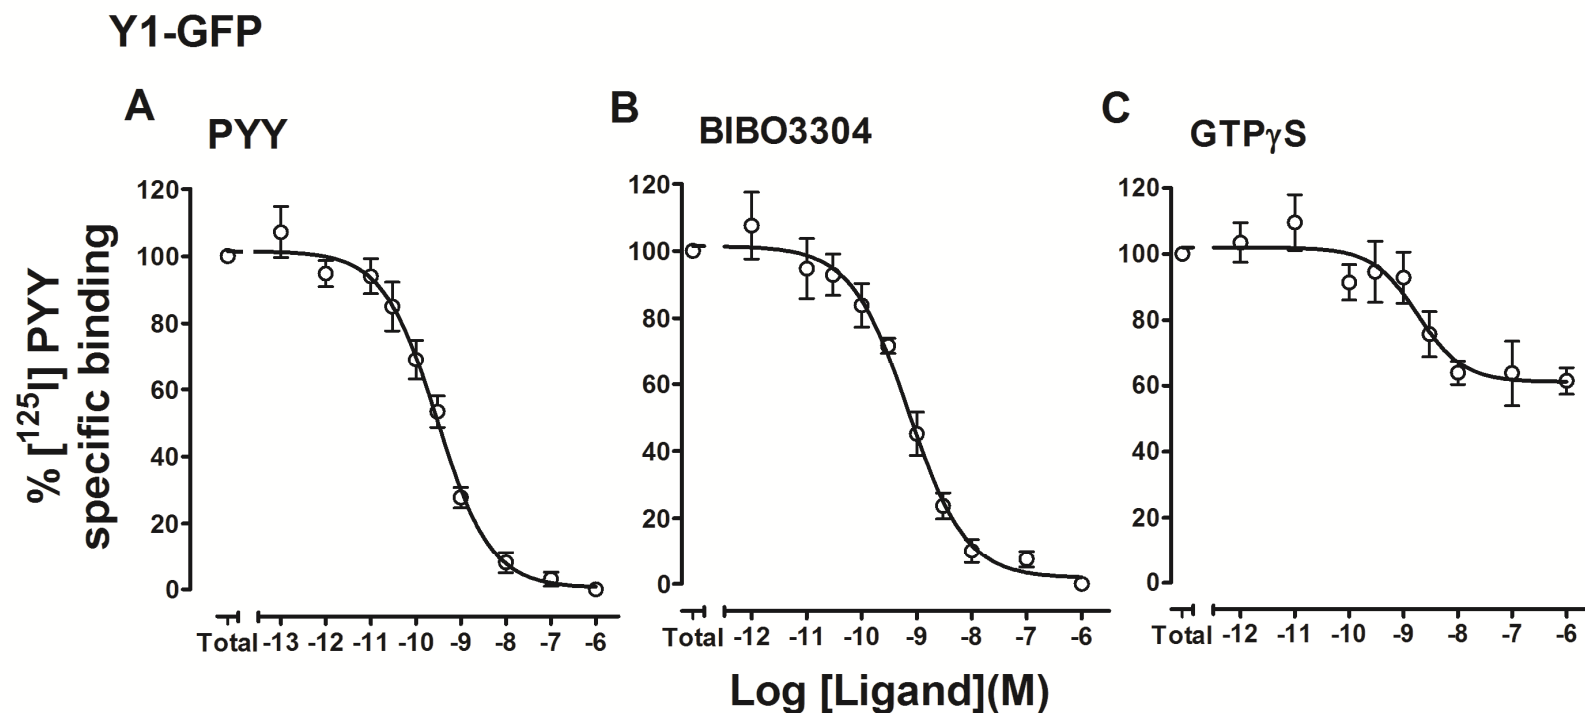 Y1-GFP
A
PYY
120
100
80
60
40
20
0
% [¹²⁵I] PYY
specific binding
Total -13 -12 -11 -10 -9 -8 -7 -6
B
BIBO3304
120
100
80
60
40
20
0
Total -12 -11 -10 -9 -8 -7 -6
C
GTPγS
120
100
80
60
40
20
0
Total -12 -11 -10 -9 -8 -7 -6
Log [Ligand](M)